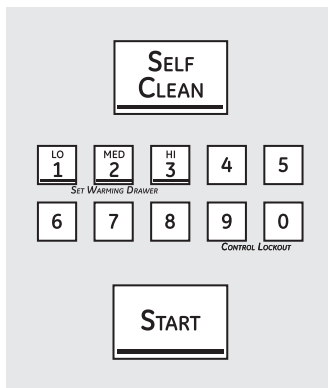 SELF
CLEAN
LO MED HI
1 2 3 4 5
SET WARMING DRAWER
6 7 8 9 0
CONTROL LOCKOUT
START